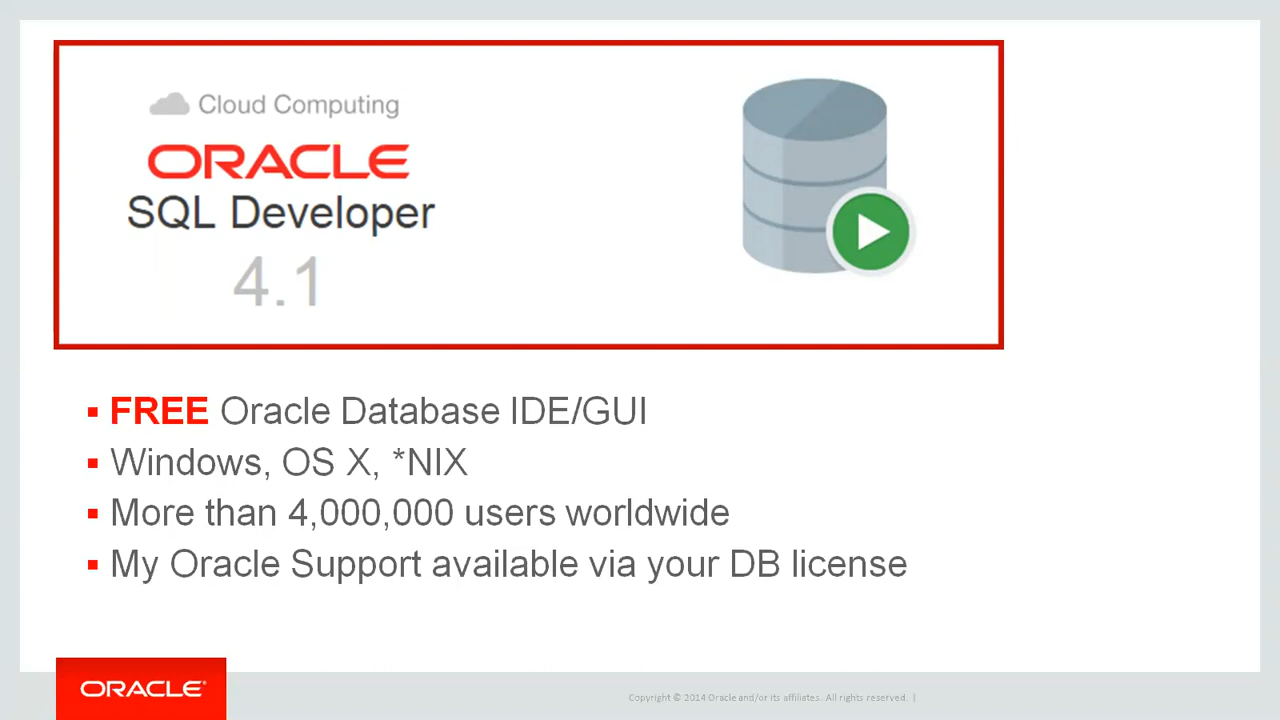 Cloud Computing
ORACLE
SQL Developer
4.1
▪ FREE Oracle Database IDE/GUI
▪ Windows, OS X, *NIX
▪ More than 4,000,000 users worldwide
▪ My Oracle Support available via your DB license
ORACLE®
Copyright © 2014 Oracle and/or its affiliates. All rights reserved. |